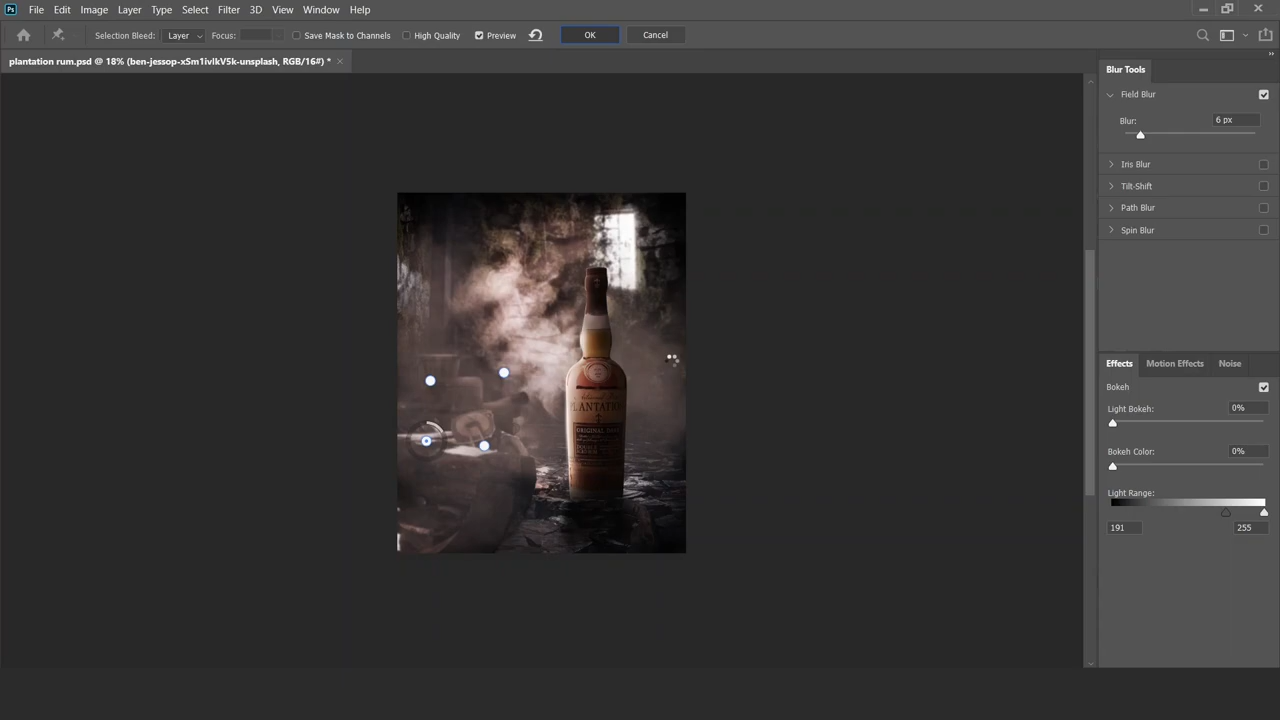 Ps File Edit Image Layer Type Select Filter 3D View Window Help
Selection Bleed: Layer Focus: Save Mask to Channels High Quality Preview OK Cancel
plantation rum.psd @ 18% (ben-jessop-xSm1ivlkV5k-unsplash, RGB/16#) *
Blur Tools
Field Blur
Blur: 6 px
Iris Blur
Tilt-Shift
Path Blur
Spin Blur
Effects Motion Effects Noise
Bokeh
Light Bokeh: 0%
Bokeh Color: 0%
Light Range:
191 255
PLANTATI
ORIGINAL DARK